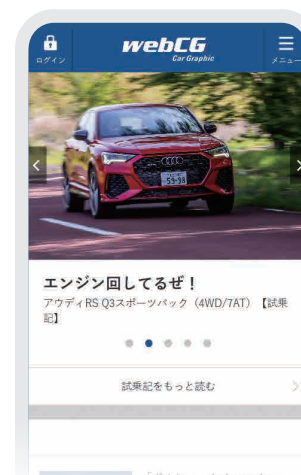 ログイン
webCG
Car Graphic
メニュー
59-98
エンジン回してるぜ！
アウディRS Q3スポーツバック（4WD/7AT）【試乗
記】
試乗記をもっと読む